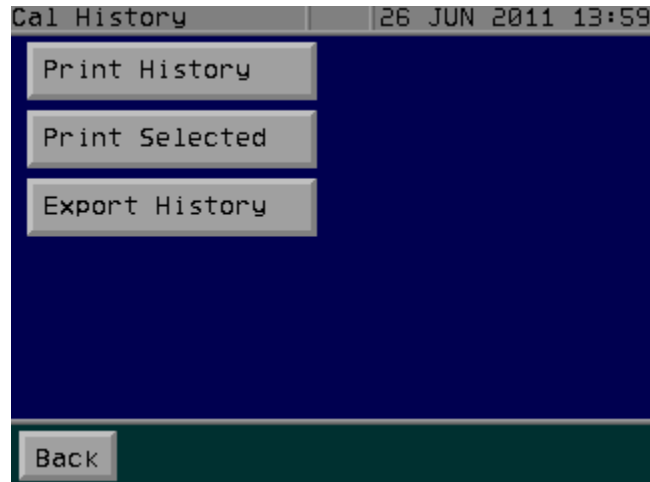 Cal History 26 JUN 2011 13:59
Print History
Print Selected
Export History
Back